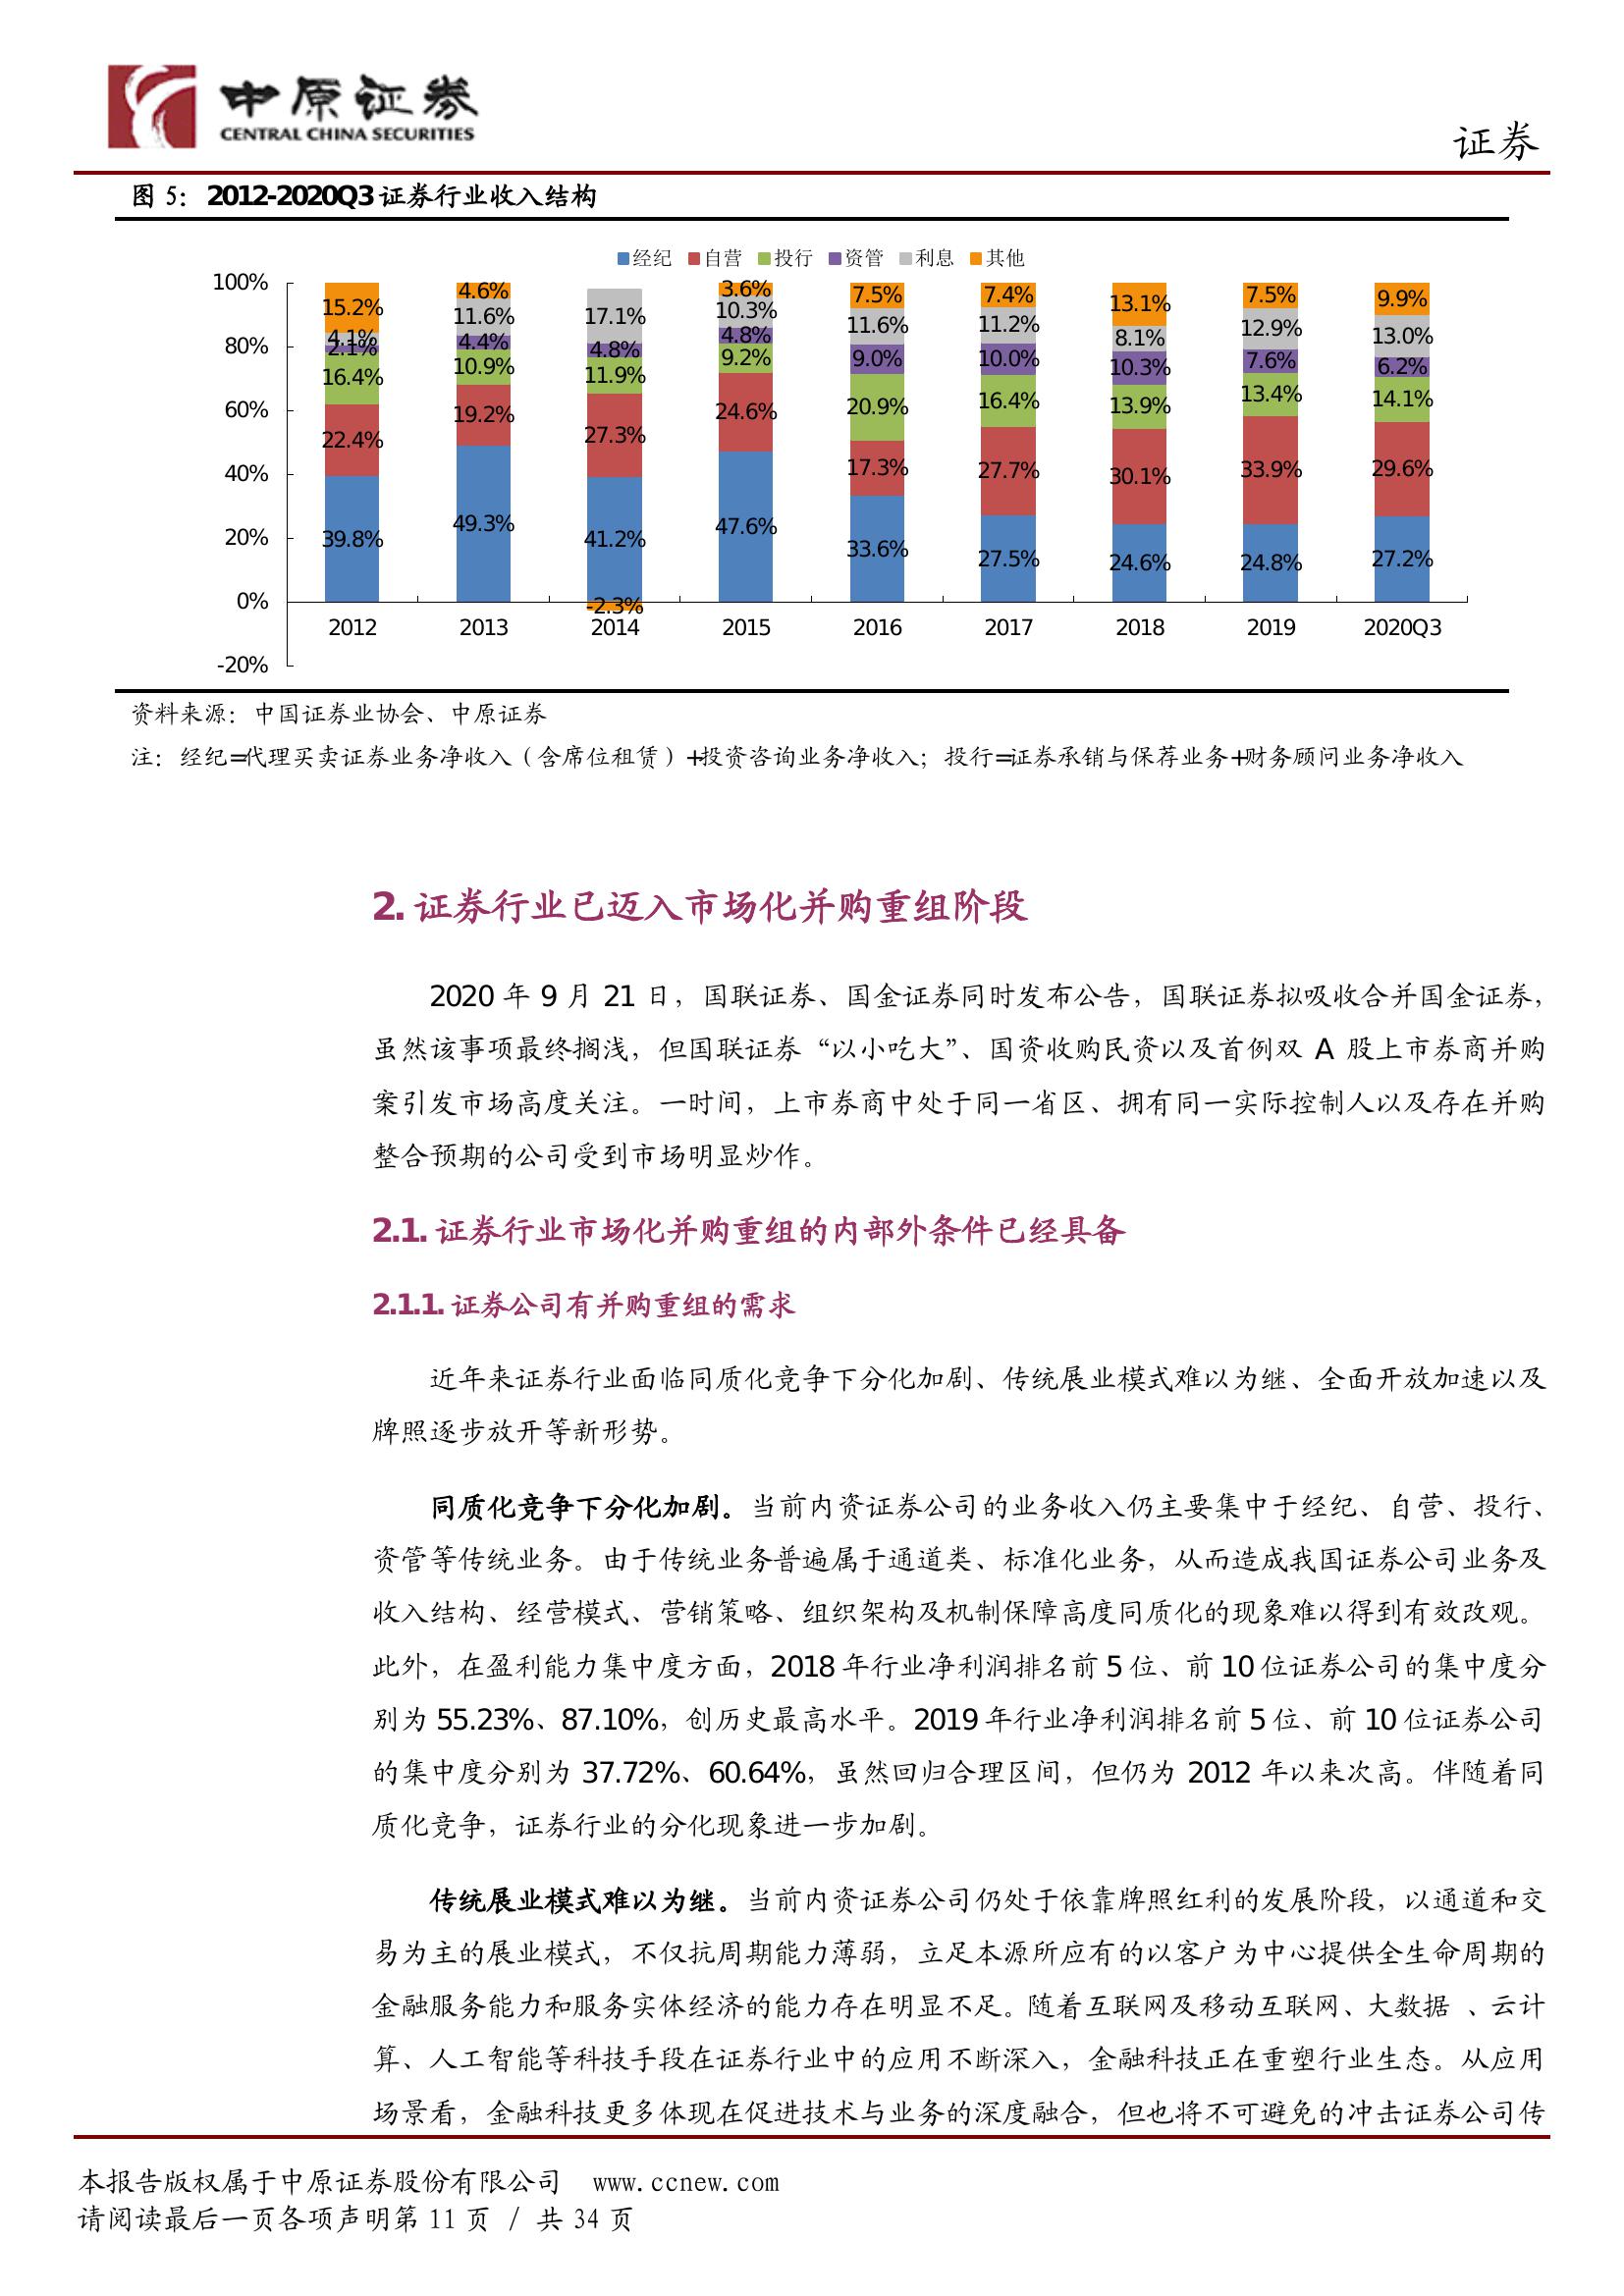 中原证券
CENTRAL CHINA SECURITIES
证券
图 5：2012-2020Q3证券行业收入结构
经纪 自营 投行 资管 利息 其他
100%
80%
60%
40%
20%
0%
-20%
15.2% 4.6% 3.6% 7.5% 7.4% 13.1% 7.5% 9.9%
4.1% 11.6% 17.1% 10.3% 11.6% 11.2% 8.1% 12.9% 13.0%
2.1% 4.4% 4.8% 4.8% 9.0% 10.0% 10.3% 7.6% 6.2%
16.4% 10.9% 11.9% 9.2% 20.9% 16.4% 13.9% 13.4% 14.1%
22.4% 19.2% 27.3% 24.6% 17.3% 27.7% 30.1% 33.9% 29.6%
39.8% 49.3% 41.2% 47.6% 33.6% 27.5% 24.6% 24.8% 27.2%
-2.3%
2012 2013 2014 2015 2016 2017 2018 2019 2020Q3
资料来源：中国证券业协会、中原证券
注：经纪=代理买卖证券业务净收入（含席位租赁）+投资咨询业务净收入；投行=证券承销与保荐业务+财务顾问业务净收入
2. 证券行业已迈入市场化并购重组阶段
2020 年 9 月 21 日，国联证券、国金证券同时发布公告，国联证券拟吸收合并国金证券，
虽然该事项最终搁浅，但国联证券“以小吃大”、国资收购民资以及首例双 A 股上市券商并购
案引发市场高度关注。一时间，上市券商中处于同一省区、拥有同一实际控制人以及存在并购
整合预期的公司受到市场明显炒作。
2.1. 证券行业市场化并购重组的内部外条件已经具备
2.1.1. 证券公司有并购重组的需求
近年来证券行业面临同质化竞争下分化加剧、传统展业模式难以为继、全面开放加速以及
牌照逐步放开等新形势。
同质化竞争下分化加剧。当前内资证券公司的业务收入仍主要集中于经纪、自营、投行、
资管等传统业务。由于传统业务普遍属于通道类、标准化业务，从而造成我国证券公司业务及
收入结构、经营模式、营销策略、组织架构及机制保障高度同质化的现象难以得到有效改观。
此外，在盈利能力集中度方面，2018 年行业净利润排名前 5 位、前 10 位证券公司的集中度分
别为 55.23%、87.10%，创历史最高水平。2019 年行业净利润排名前 5 位、前 10 位证券公司
的集中度分别为 37.72%、60.64%，虽然回归合理区间，但仍为 2012 年以来次高。伴随着同
质化竞争，证券行业的分化现象进一步加剧。
传统展业模式难以为继。当前内资证券公司仍处于依靠牌照红利的发展阶段，以通道和交
易为主的展业模式，不仅抗周期能力薄弱，立足本源所应有的以客户为中心提供全生命周期的
金融服务能力和服务实体经济的能力存在明显不足。随着互联网及移动互联网、大数据 、云计
算、人工智能等科技手段在证券行业中的应用不断深入，金融科技正在重塑行业生态。从应用
场景看，金融科技更多体现在促进技术与业务的深度融合，但也将不可避免的冲击证券公司传
本报告版权属于中原证券股份有限公司 www.ccnew.com
请阅读最后一页各项声明第 11 页 / 共 34 页